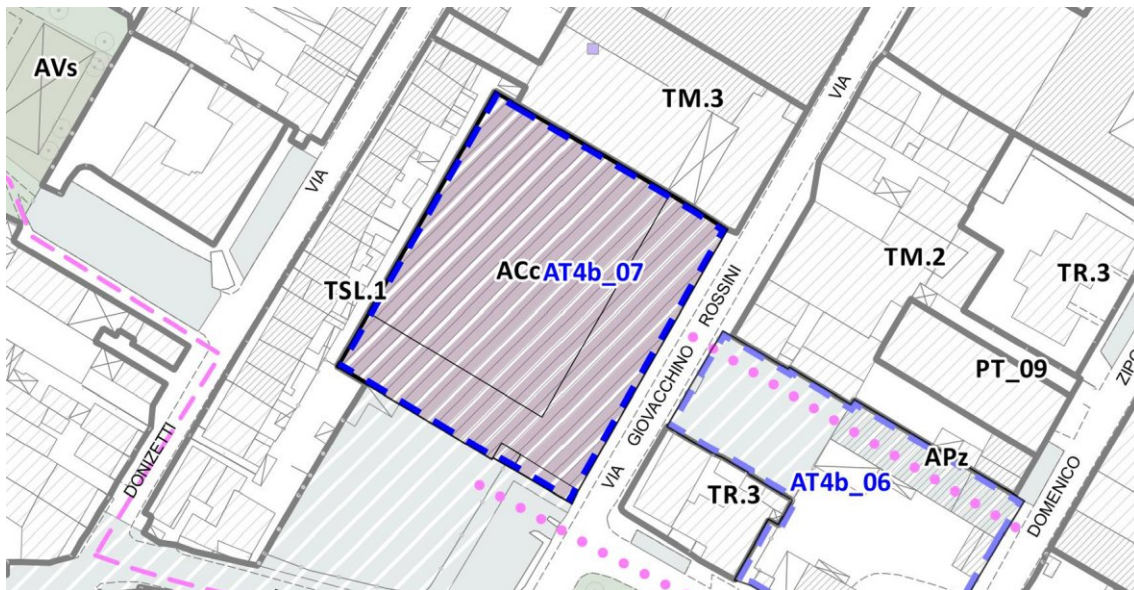 AVs
VIA
TM.3
VIA
ACc
AT4b_07
TSL.1
ROSSINI
TM.2
TR.3
GIOVACCHINO
PT_09
ZIPO
DONIZETTI
VIA
TR.3
AT4b_06
APz
DOMENICO